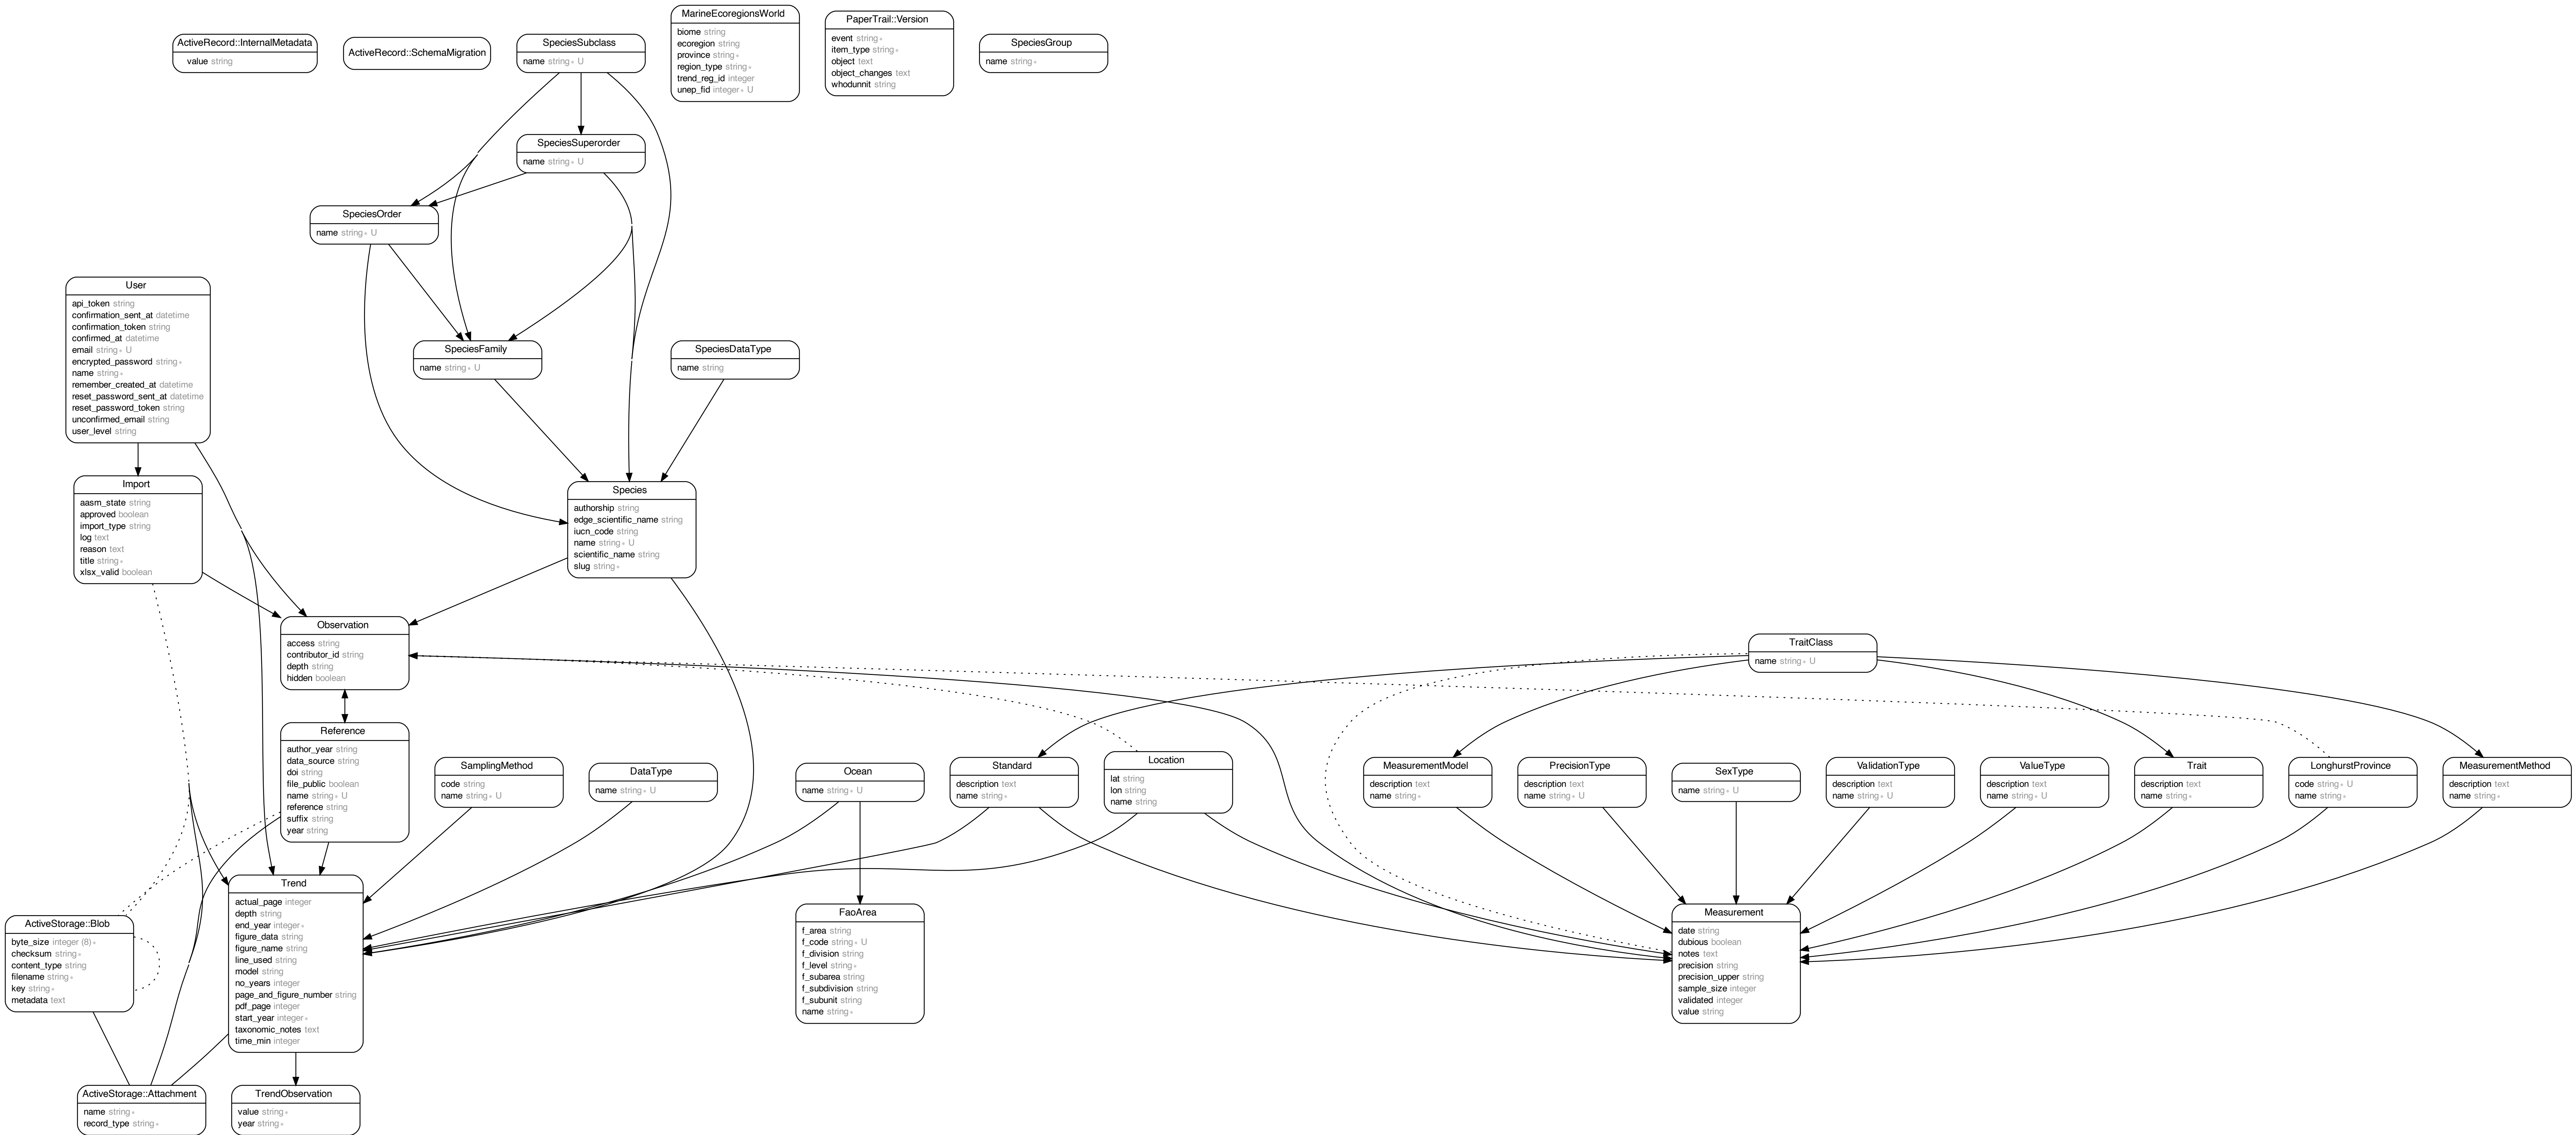 MarineEcoregionsWorld
biome string
ecoregion string
province string∗
region_type string∗
trend_reg_id integer
unep_fid integer∗ U
PaperTrail::Version
event string∗
item_type string∗
object text
object_changes text
whodunnit string
ActiveRecord::InternalMetadata
value string
ActiveRecord::SchemaMigration
SpeciesSubclass
name string∗ U
SpeciesGroup
name string∗
SpeciesSuperorder
name string∗ U
SpeciesOrder
name string∗ U
User
api_token string
confirmation_sent_at datetime
confirmation_token string
confirmed_at datetime
email string∗ U
encrypted_password string∗
name string∗
remember_created_at datetime
reset_password_sent_at datetime
reset_password_token string
unconfirmed_email string
user_level string
SpeciesFamily
name string∗ U
SpeciesDataType
name string
Import
aasm_state string
approved boolean
import_type string
log text
reason text
title string∗
xlsx_valid boolean
Species
authorship string
edge_scientific_name string
iucn_code string
name string∗ U
scientific_name string
slug string∗
Observation
access string
contributor_id string
depth string
hidden boolean
TraitClass
name string∗ U
Reference
author_year string
data_source string
doi string
file_public boolean
name string∗ U
reference string
suffix string
year string
SamplingMethod
code string
name string∗ U
DataType
name string∗ U
Ocean
name string∗ U
Standard
description text
name string∗
Location
lat string
lon string
name string
MeasurementModel
description text
name string∗
PrecisionType
description text
name string∗ U
SexType
name string∗ U
ValidationType
description text
name string∗ U
ValueType
description text
name string∗ U
Trait
description text
name string∗
LonghurstProvince
code string∗ U
name string∗
MeasurementMethod
description text
name string∗
Trend
actual_page integer
depth string
end_year integer∗
figure_data string
figure_name string
line_used string
model string
no_years integer
page_and_figure_number string
pdf_page integer
start_year integer∗
taxonomic_notes text
time_min integer
ActiveStorage::Blob
byte_size integer (8)∗
checksum string∗
content_type string
filename string∗
key string∗
metadata text
FaoArea
f_area string
f_code string∗ U
f_division string
f_level string∗
f_subarea string
f_subdivision string
f_subunit string
name string∗
Measurement
date string
dubious boolean
notes text
precision string
precision_upper string
sample_size integer
validated integer
value string
ActiveStorage::Attachment
name string∗
record_type string∗
TrendObservation
value string∗
year string∗